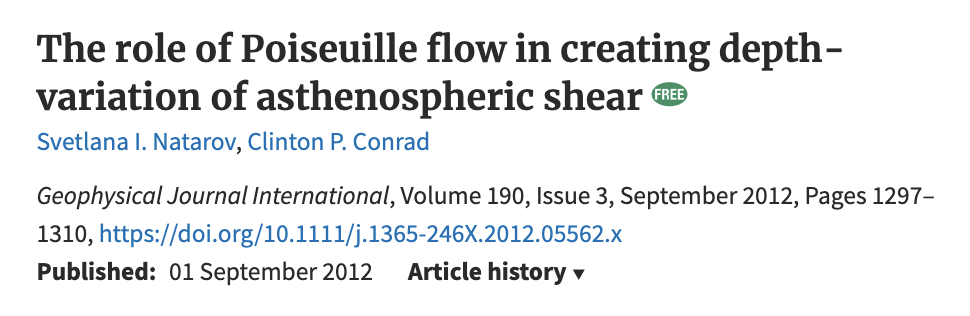 The role of Poiseuille flow in creating depth-
variation of asthenospheric shear FREE
Svetlana I. Natarov, Clinton P. Conrad
Geophysical Journal International, Volume 190, Issue 3, September 2012, Pages 1297–
1310, https://doi.org/10.1111/j.1365-246X.2012.05562.x
Published: 01 September 2012 Article history ▼